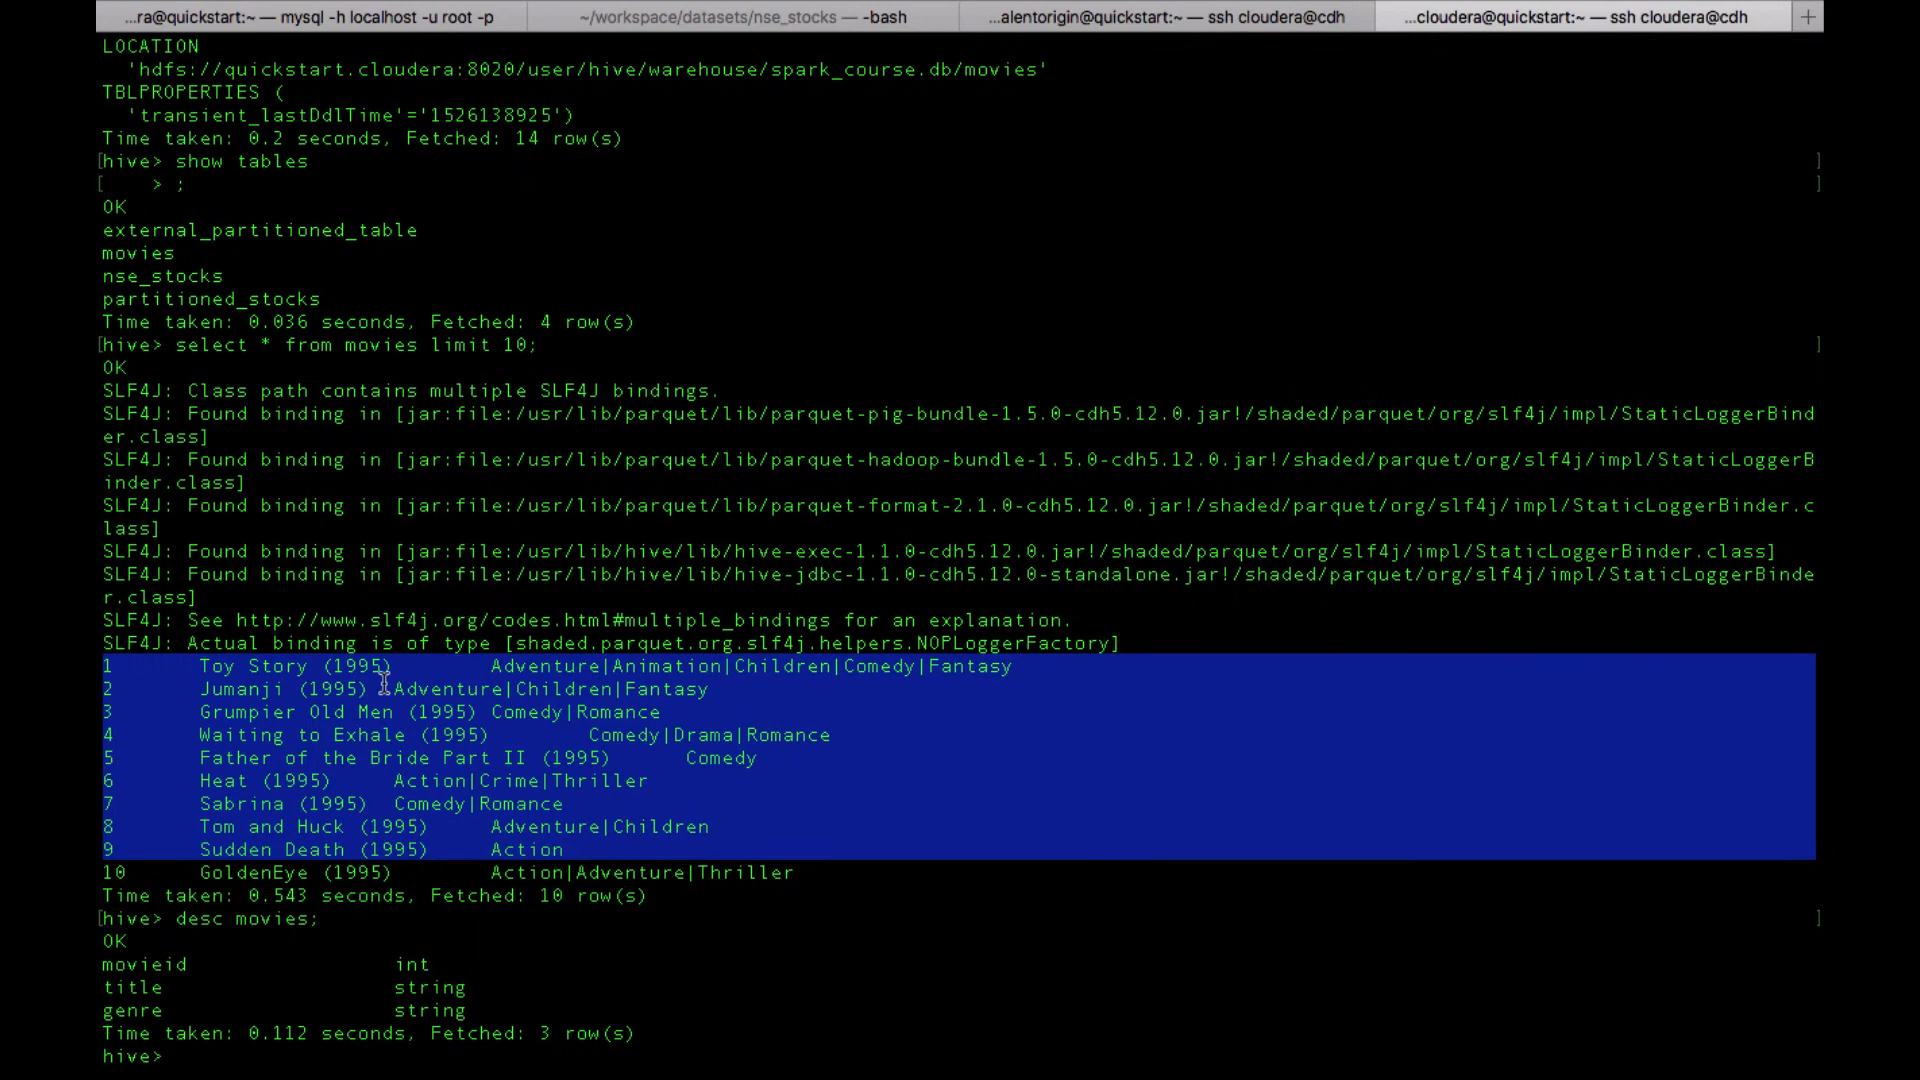 ...ra@quickstart:~ — mysql -h localhost -u root -p	~/workspace/datasets/nse_stocks — -bash	...alentorigin@quickstart:~ — ssh cloudera@cdh	...cloudera@quickstart:~ — ssh cloudera@cdh	+
LOCATION
  'hdfs://quickstart.cloudera:8020/user/hive/warehouse/spark_course.db/movies'
TBLPROPERTIES (
  'transient_lastDdlTime'='1526138925')
Time taken: 0.2 seconds, Fetched: 14 row(s)
[hive> show tables ]
[    > ; ]
OK
external_partitioned_table
movies
nse_stocks
partitioned_stocks
Time taken: 0.036 seconds, Fetched: 4 row(s)
[hive> select * from movies limit 10; ]
OK
SLF4J: Class path contains multiple SLF4J bindings.
SLF4J: Found binding in [jar:file:/usr/lib/parquet/lib/parquet-pig-bundle-1.5.0-cdh5.12.0.jar!/shaded/parquet/org/slf4j/impl/StaticLoggerBind
er.class]
SLF4J: Found binding in [jar:file:/usr/lib/parquet/lib/parquet-hadoop-bundle-1.5.0-cdh5.12.0.jar!/shaded/parquet/org/slf4j/impl/StaticLoggerB
inder.class]
SLF4J: Found binding in [jar:file:/usr/lib/parquet/lib/parquet-format-2.1.0-cdh5.12.0.jar!/shaded/parquet/org/slf4j/impl/StaticLoggerBinder.c
lass]
SLF4J: Found binding in [jar:file:/usr/lib/hive/lib/hive-exec-1.1.0-cdh5.12.0.jar!/shaded/parquet/org/slf4j/impl/StaticLoggerBinder.class]
SLF4J: Found binding in [jar:file:/usr/lib/hive/lib/hive-jdbc-1.1.0-cdh5.12.0-standalone.jar!/shaded/parquet/org/slf4j/impl/StaticLoggerBinde
r.class]
SLF4J: See http://www.slf4j.org/codes.html#multiple_bindings for an explanation.
SLF4J: Actual binding is of type [shaded.parquet.org.slf4j.helpers.NOPLoggerFactory]
1	Toy Story (1995)	Adventure|Animation|Children|Comedy|Fantasy
2	Jumanji (1995)	Adventure|Children|Fantasy
3	Grumpier Old Men (1995)	Comedy|Romance
4	Waiting to Exhale (1995)	Comedy|Drama|Romance
5	Father of the Bride Part II (1995)	Comedy
6	Heat (1995)	Action|Crime|Thriller
7	Sabrina (1995)	Comedy|Romance
8	Tom and Huck (1995)	Adventure|Children
9	Sudden Death (1995)	Action
10	GoldenEye (1995)	Action|Adventure|Thriller
Time taken: 0.543 seconds, Fetched: 10 row(s)
[hive> desc movies; ]
OK
movieid	int
title	string
genre	string
Time taken: 0.112 seconds, Fetched: 3 row(s)
hive>